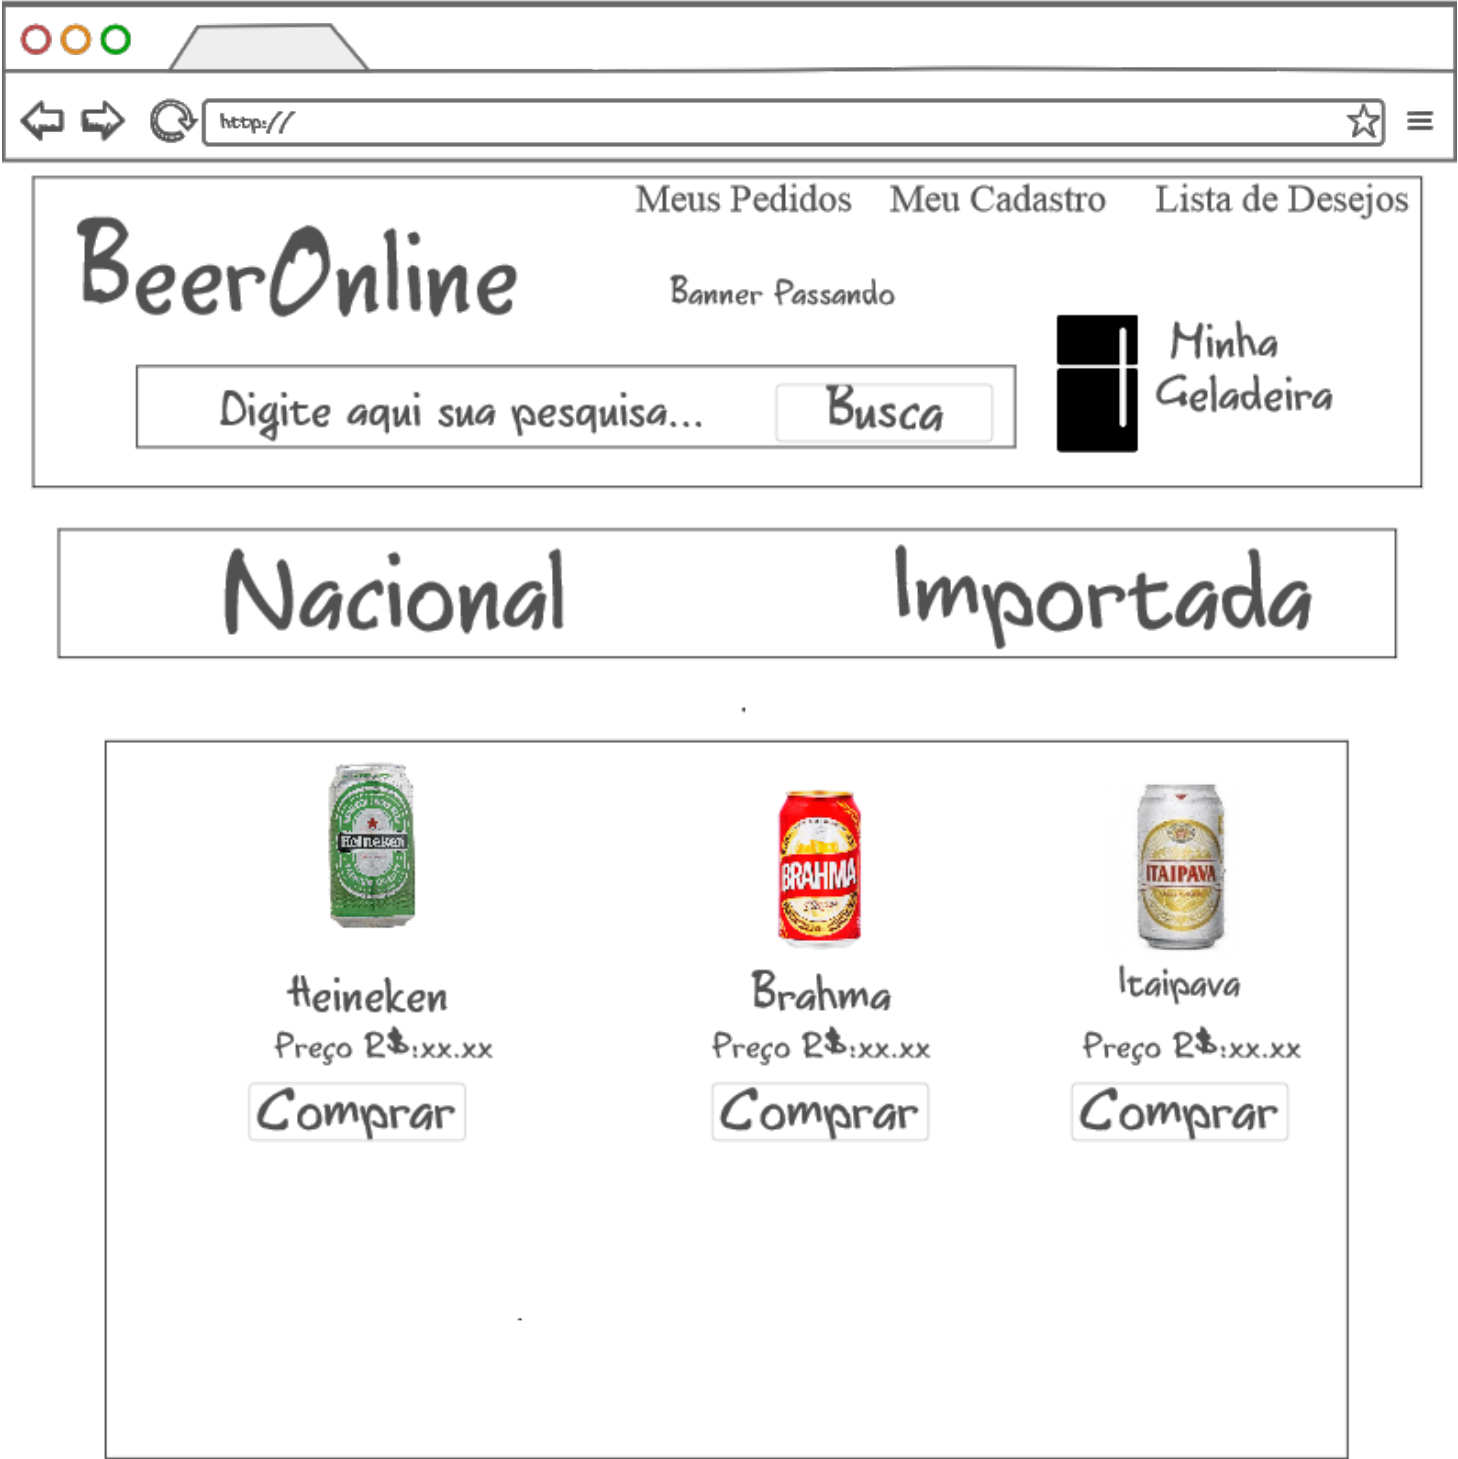 http://
Meus Pedidos Meu Cadastro Lista de Desejos
BeerOnline
Banner Passando
Minha
Geladeira
Digite aqui sua pesquisa... Busca
Nacional Importada
Heineken
BRAHMA
ITAIPAVA
Heineken Brahma Itaipava
Preço R$:xx.xx Preço R$:xx.xx Preço R$:xx.xx
Comprar Comprar Comprar